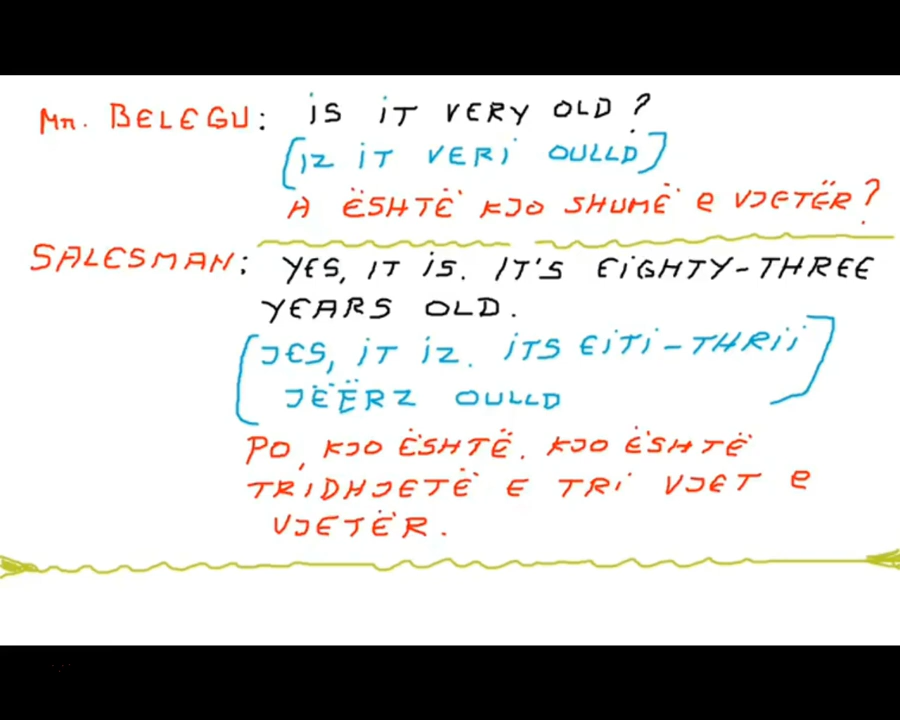 Mr. BELEGU: IS IT VERY OLD?
[IZ IT VERI OULLD]
A ËSHTË KJO SHUMË E VJETËR?
SALESMAN: YES, IT IS. IT'S EIGHTY-THREE
YEARS OLD.
[JES, IT IZ. ITS EITI-THRII
JËËRZ OULLD]
PO, KJO ËSHTË. KJO ËSHTË
TRIDHJETË E TRI VJET E
VJETËR.